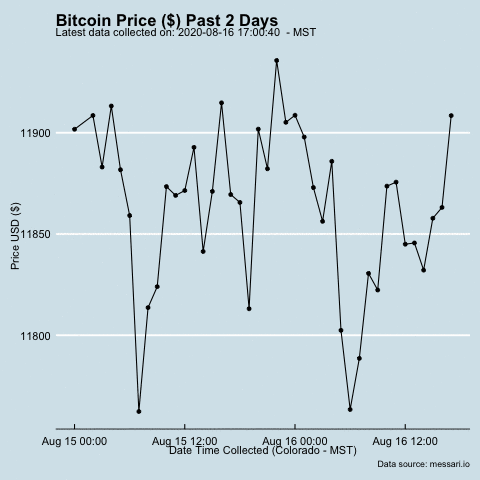 Bitcoin Price ($) Past 2 Days
Latest data collected on: 2020-08-16 17:00:40  - MST
Price USD ($)
11900
11850
11800
Aug 15 00:00 Aug 15 12:00 Aug 16 00:00 Aug 16 12:00
Date Time Collected (Colorado - MST)
Data source: messari.io